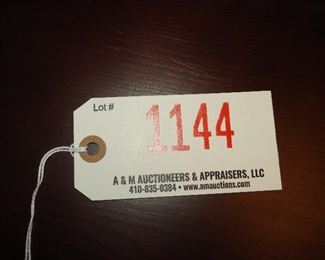 Lot #
1144
A & M AUCTIONEERS & APPRAISERS, LLC
410-835-0384 • www.amauctions.com